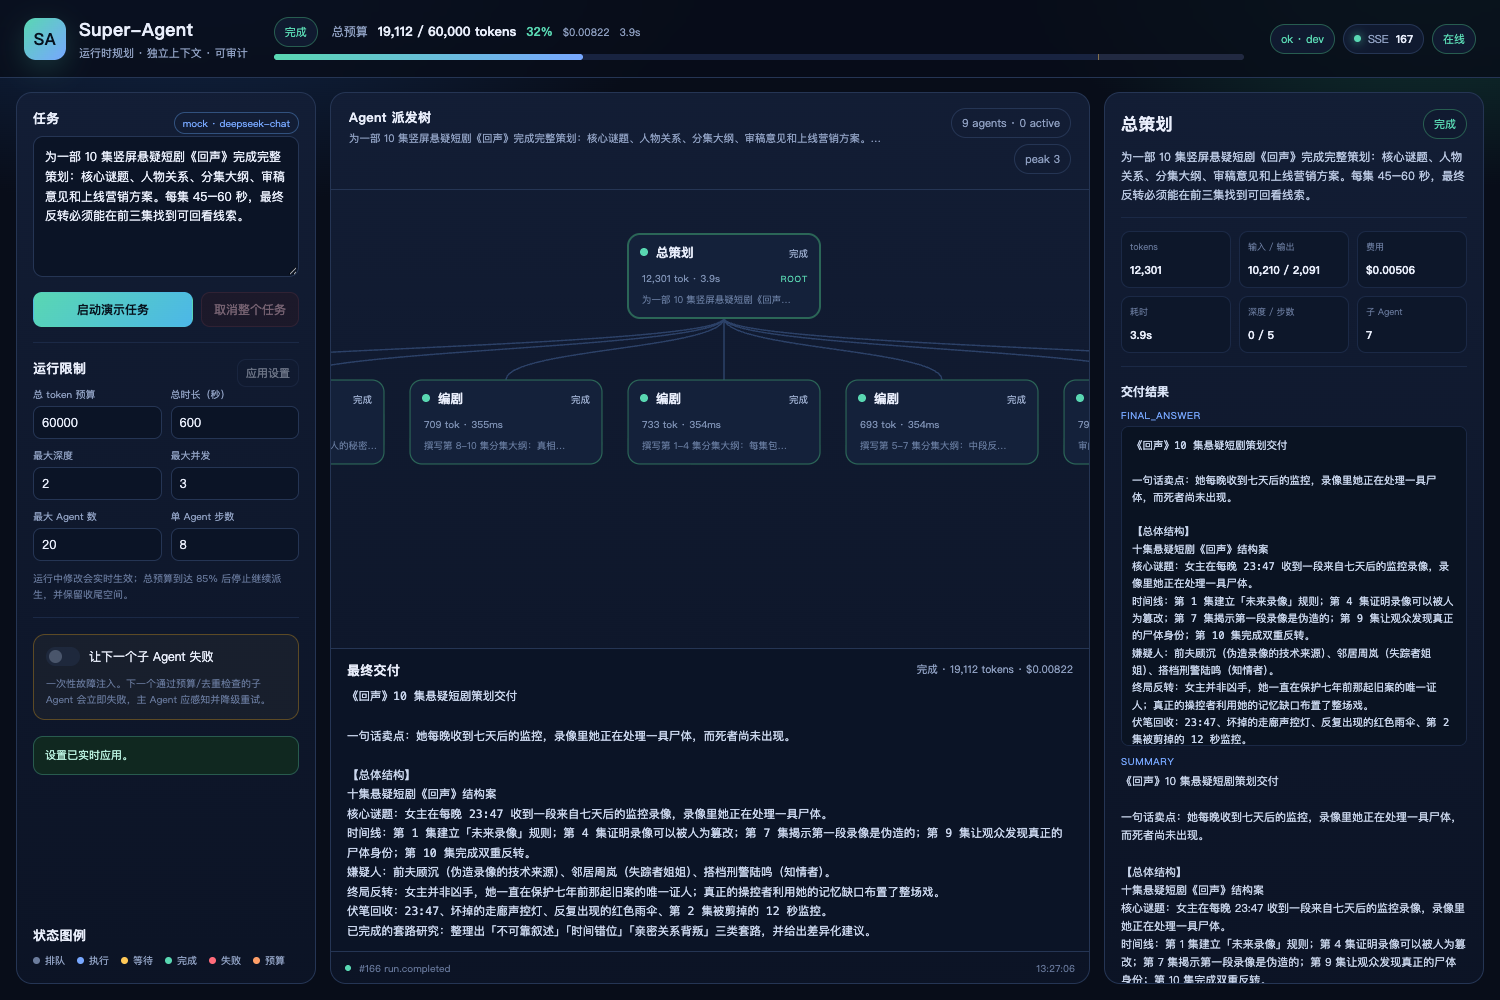 SA
Super-Agent
运行时规划 · 独立上下文 · 可审计
完成
总预算 19,112 / 60,000 tokens 32% $0.00822 3.9s
ok · dev
SSE 167
在线
任务
mock · deepseek-chat
为一部 10 集竖屏悬疑短剧《回声》完成完整
策划：核心谜题、人物关系、分集大纲、审稿
意见和上线营销方案。每集 45—60 秒，最终
反转必须能在前三集找到可回看线索。
启动演示任务
取消整个任务
运行限制
应用设置
总 token 预算
总时长（秒）
60000
600
最大深度
最大并发
2
3
最大 Agent 数
单 Agent 步数
20
8
运行中修改会实时生效；总预算到达 85% 后停止继续派
生，并保留收尾空间。
让下一个子 Agent 失败
一次性故障注入。下一个通过预算/去重检查的子
Agent 会立即失败，主 Agent 应感知并降级重试。
设置已实时应用。
状态图例
排队 执行 等待 完成 失败 预算
Agent 派发树
为一部 10 集竖屏悬疑短剧《回声》完成完整策划：核心谜题、人物关系、分集大纲、审稿意见和上线营销方案。…
9 agents · 0 active
peak 3
总策划
完成
12,301 tok · 3.9s
ROOT
为一部 10 集竖屏悬疑短剧《回声…
完成
人的秘密…
编剧
完成
709 tok · 355ms
撰写第 8–10 集分集大纲：真相…
编剧
完成
733 tok · 354ms
撰写第 1–4 集分集大纲：每集包…
编剧
完成
693 tok · 354ms
撰写第 5–7 集分集大纲：中段反…
79
最终交付
完成 · 19,112 tokens · $0.00822
《回声》10 集悬疑短剧策划交付
一句话卖点：她每晚收到七天后的监控，录像里她正在处理一具尸体，而死者尚未出现。
【总体结构】
十集悬疑短剧《回声》结构案
核心谜题：女主在每晚 23:47 收到一段来自七天后的监控录像，录像里她正在处理一具尸体。
时间线：第 1 集建立「未来录像」规则；第 4 集证明录像可以被人为篡改；第 7 集揭示第一段录像是伪造的；第 9 集让观众发现真正的
尸体身份；第 10 集完成双重反转。
嫌疑人：前夫顾沉（伪造录像的技术来源）、邻居周岚（失踪者姐姐）、搭档刑警陆鸣（知情者）。
终局反转：女主并非凶手，她一直在保护七年前那起旧案的唯一证人；真正的操控者利用她的记忆缺口布置了整场戏。
伏笔回收：23:47、坏掉的走廊声控灯、反复出现的红色雨伞、第 2 集被剪掉的 12 秒监控。
已完成的套路研究：整理出「不可靠叙述」「时间错位」「亲密关系背叛」三类套路，并给出差异化建议。
#166 run.completed
13:27:06
总策划
完成
为一部 10 集竖屏悬疑短剧《回声》完成完整策划：核心谜题、人物
关系、分集大纲、审稿意见和上线营销方案。每集 45—60 秒，最终
反转必须能在前三集找到可回看线索。
tokens
12,301
输入 / 输出
10,210 / 2,091
费用
$0.00506
耗时
3.9s
深度 / 步数
0 / 5
子 Agent
7
交付结果
FINAL_ANSWER
《回声》10 集悬疑短剧策划交付
一句话卖点：她每晚收到七天后的监控，录像里她正在处理一具尸
体，而死者尚未出现。
【总体结构】
十集悬疑短剧《回声》结构案
核心谜题：女主在每晚 23:47 收到一段来自七天后的监控录像，录
像里她正在处理一具尸体。
时间线：第 1 集建立「未来录像」规则；第 4 集证明录像可以被人
为篡改；第 7 集揭示第一段录像是伪造的；第 9 集让观众发现真正
的尸体身份；第 10 集完成双重反转。
嫌疑人：前夫顾沉（伪造录像的技术来源）、邻居周岚（失踪者姐
姐）、搭档刑警陆鸣（知情者）。
终局反转：女主并非凶手，她一直在保护七年前那起旧案的唯一证
人；真正的操控者利用她的记忆缺口布置了整场戏。
伏笔回收：23:47、坏掉的走廊声控灯、反复出现的红色雨伞、第 2
集被剪掉的 12 秒监控。
SUMMARY
《回声》10 集悬疑短剧策划交付
一句话卖点：她每晚收到七天后的监控，录像里她正在处理一具尸体，
而死者尚未出现。
【总体结构】
十集悬疑短剧《回声》结构案
核心谜题：女主在每晚 23:47 收到一段来自七天后的监控录像，录像里
她正在处理一具尸体。
时间线：第 1 集建立「未来录像」规则；第 4 集证明录像可以被人为篡
改；第 7 集揭示第一段录像是伪造的；第 9 集让观众发现真正的尸体
身份；第 10 集完成双重反转。